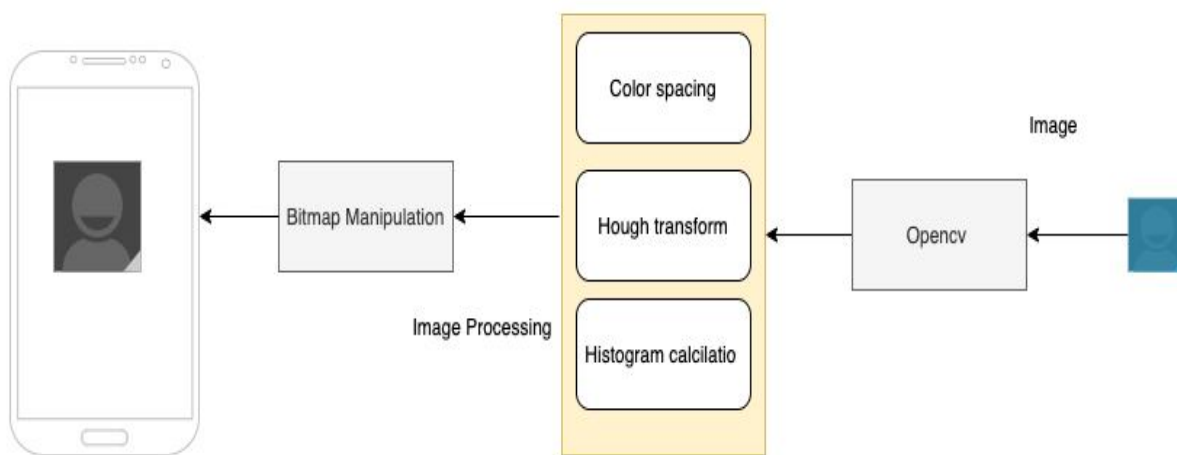 Color spacing
Image
Bitmap Manipulation
Hough transform
Opencv
Image Processing
Histogram calcilatio